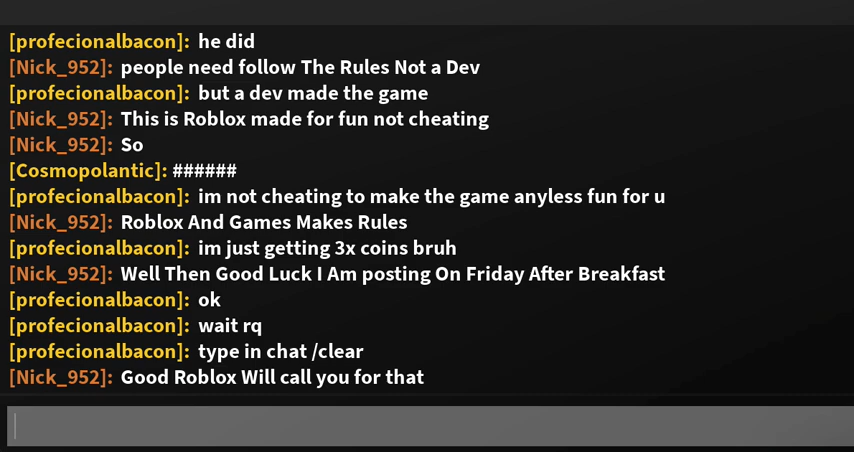 [profecionalbacon]: he did
[Nick_952]: people need follow The Rules Not a Dev
[profecionalbacon]: but a dev made the game
[Nick_952]: This is Roblox made for fun not cheating
[Nick_952]: So
[Cosmopolantic]: ######
[profecionalbacon]: im not cheating to make the game anyless fun for u
[Nick_952]: Roblox And Games Makes Rules
[profecionalbacon]: im just getting 3x coins bruh
[Nick_952]: Well Then Good Luck I Am posting On Friday After Breakfast
[profecionalbacon]: ok
[profecionalbacon]: wait rq
[profecionalbacon]: type in chat /clear
[Nick_952]: Good Roblox Will call you for that